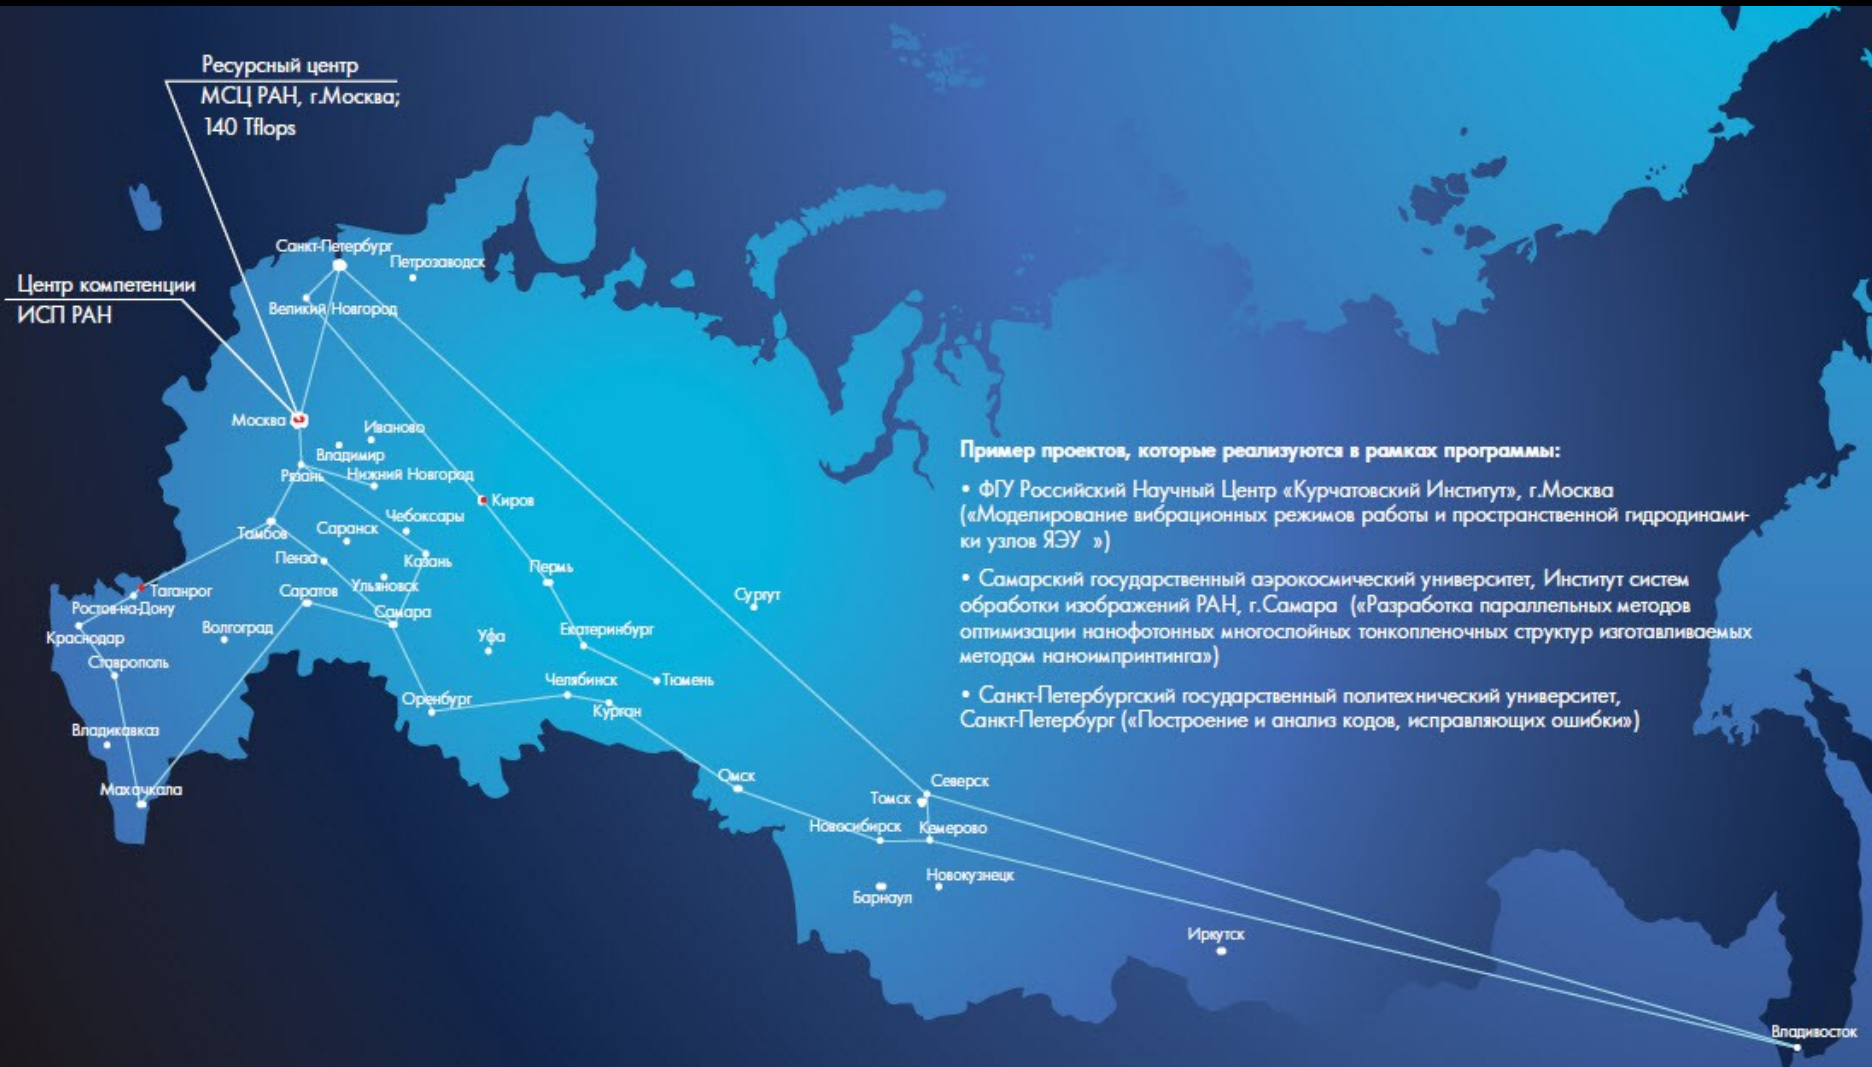 Ресурсный центр
МСЦ РАН, г.Москва;
140 Tflops
Центр компетенции
ИСП РАН
Санкт-Петербург
Петрозаводск
Великий Новгород
Москва
Иваново
Владимир
Рязань
Нижний Новгород
Киров
Чебоксары
Саранск
Тамбов
Пенза
Казань
Пермь
Таганрог
Ульяновск
Саратов
Сургут
Ростов-на-Дону
Самара
Волгоград
Уфа
Екатеринбург
Краснодар
Ставрополь
Челябинск
Тюмень
Оренбург
Курган
Владикавказ
Омск
Северск
Махачкала
Томск
Новосибирск
Кемерово
Новокузнецк
Барнаул
Иркутск
Владивосток
Пример проектов, которые реализуются в рамках программы:
• ФГУ Российский Научный Центр «Курчатовский Институт», г.Москва
(«Моделирование вибрационных режимов работы и пространственной гидродинами-
ки узлов ЯЭУ »)
• Самарский государственный аэрокосмический университет, Институт систем
обработки изображений РАН, г.Самара («Разработка параллельных методов
оптимизации нанофотонных многослойных тонкопленочных структур изготавливаемых
методом наноимпринтинга»)
• Санкт-Петербургский государственный политехнический университет,
Санкт-Петербург («Построение и анализ кодов, исправляющих ошибки»)